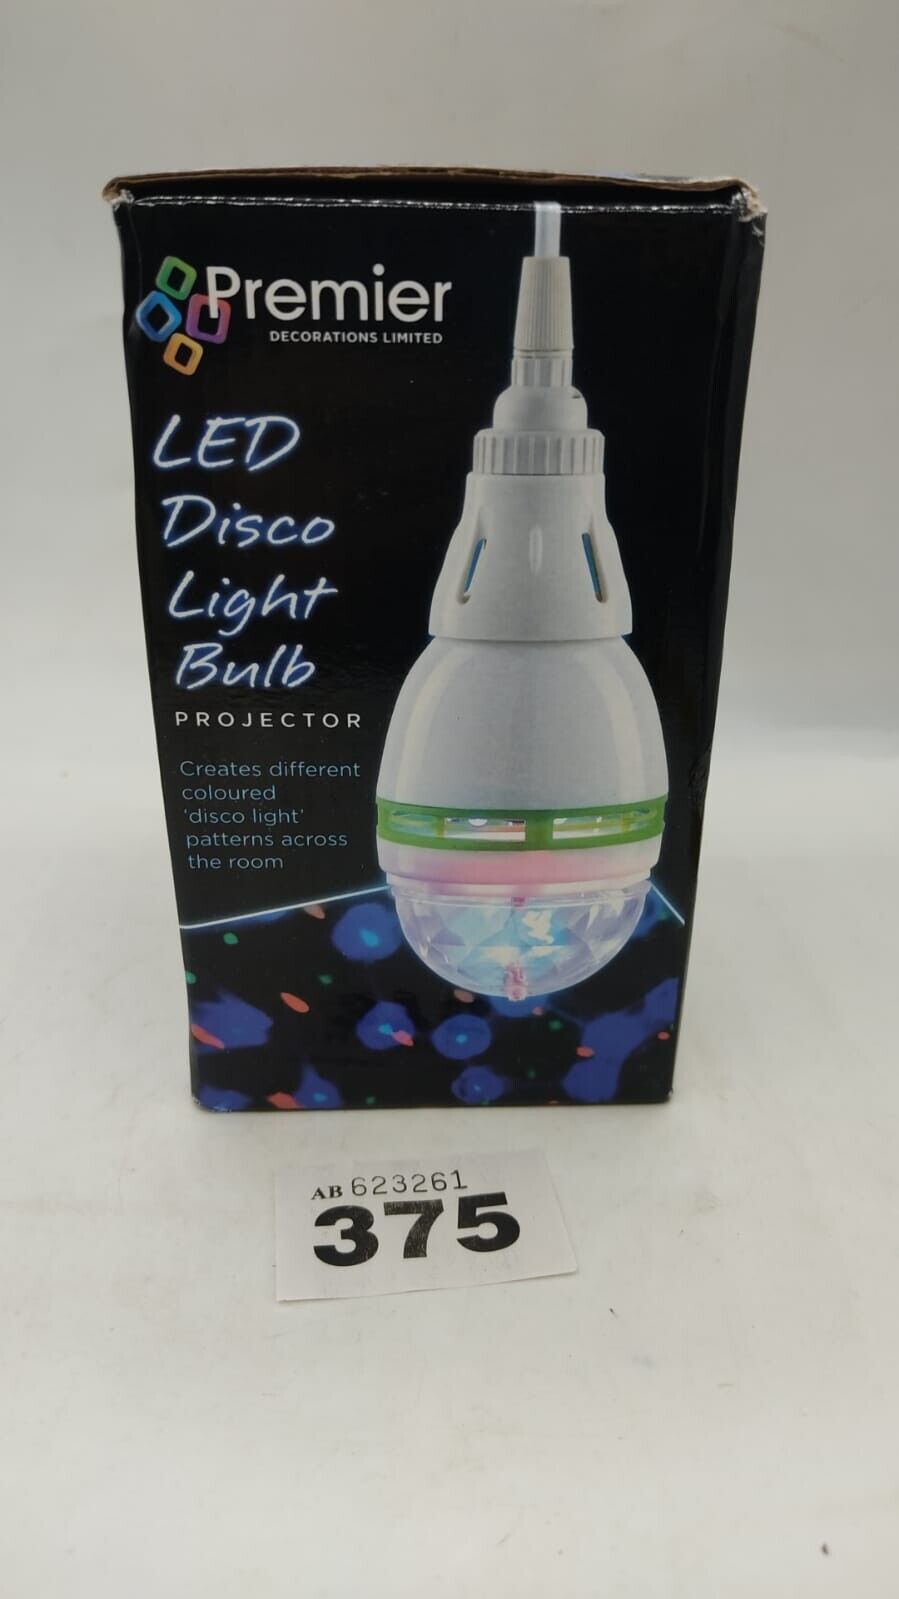 Premier
DECORATIONS LIMITED
LED
Disco
Light
Bulb
PROJECTOR
Creates different
coloured
'disco light'
patterns across
the room
AB 623261
375